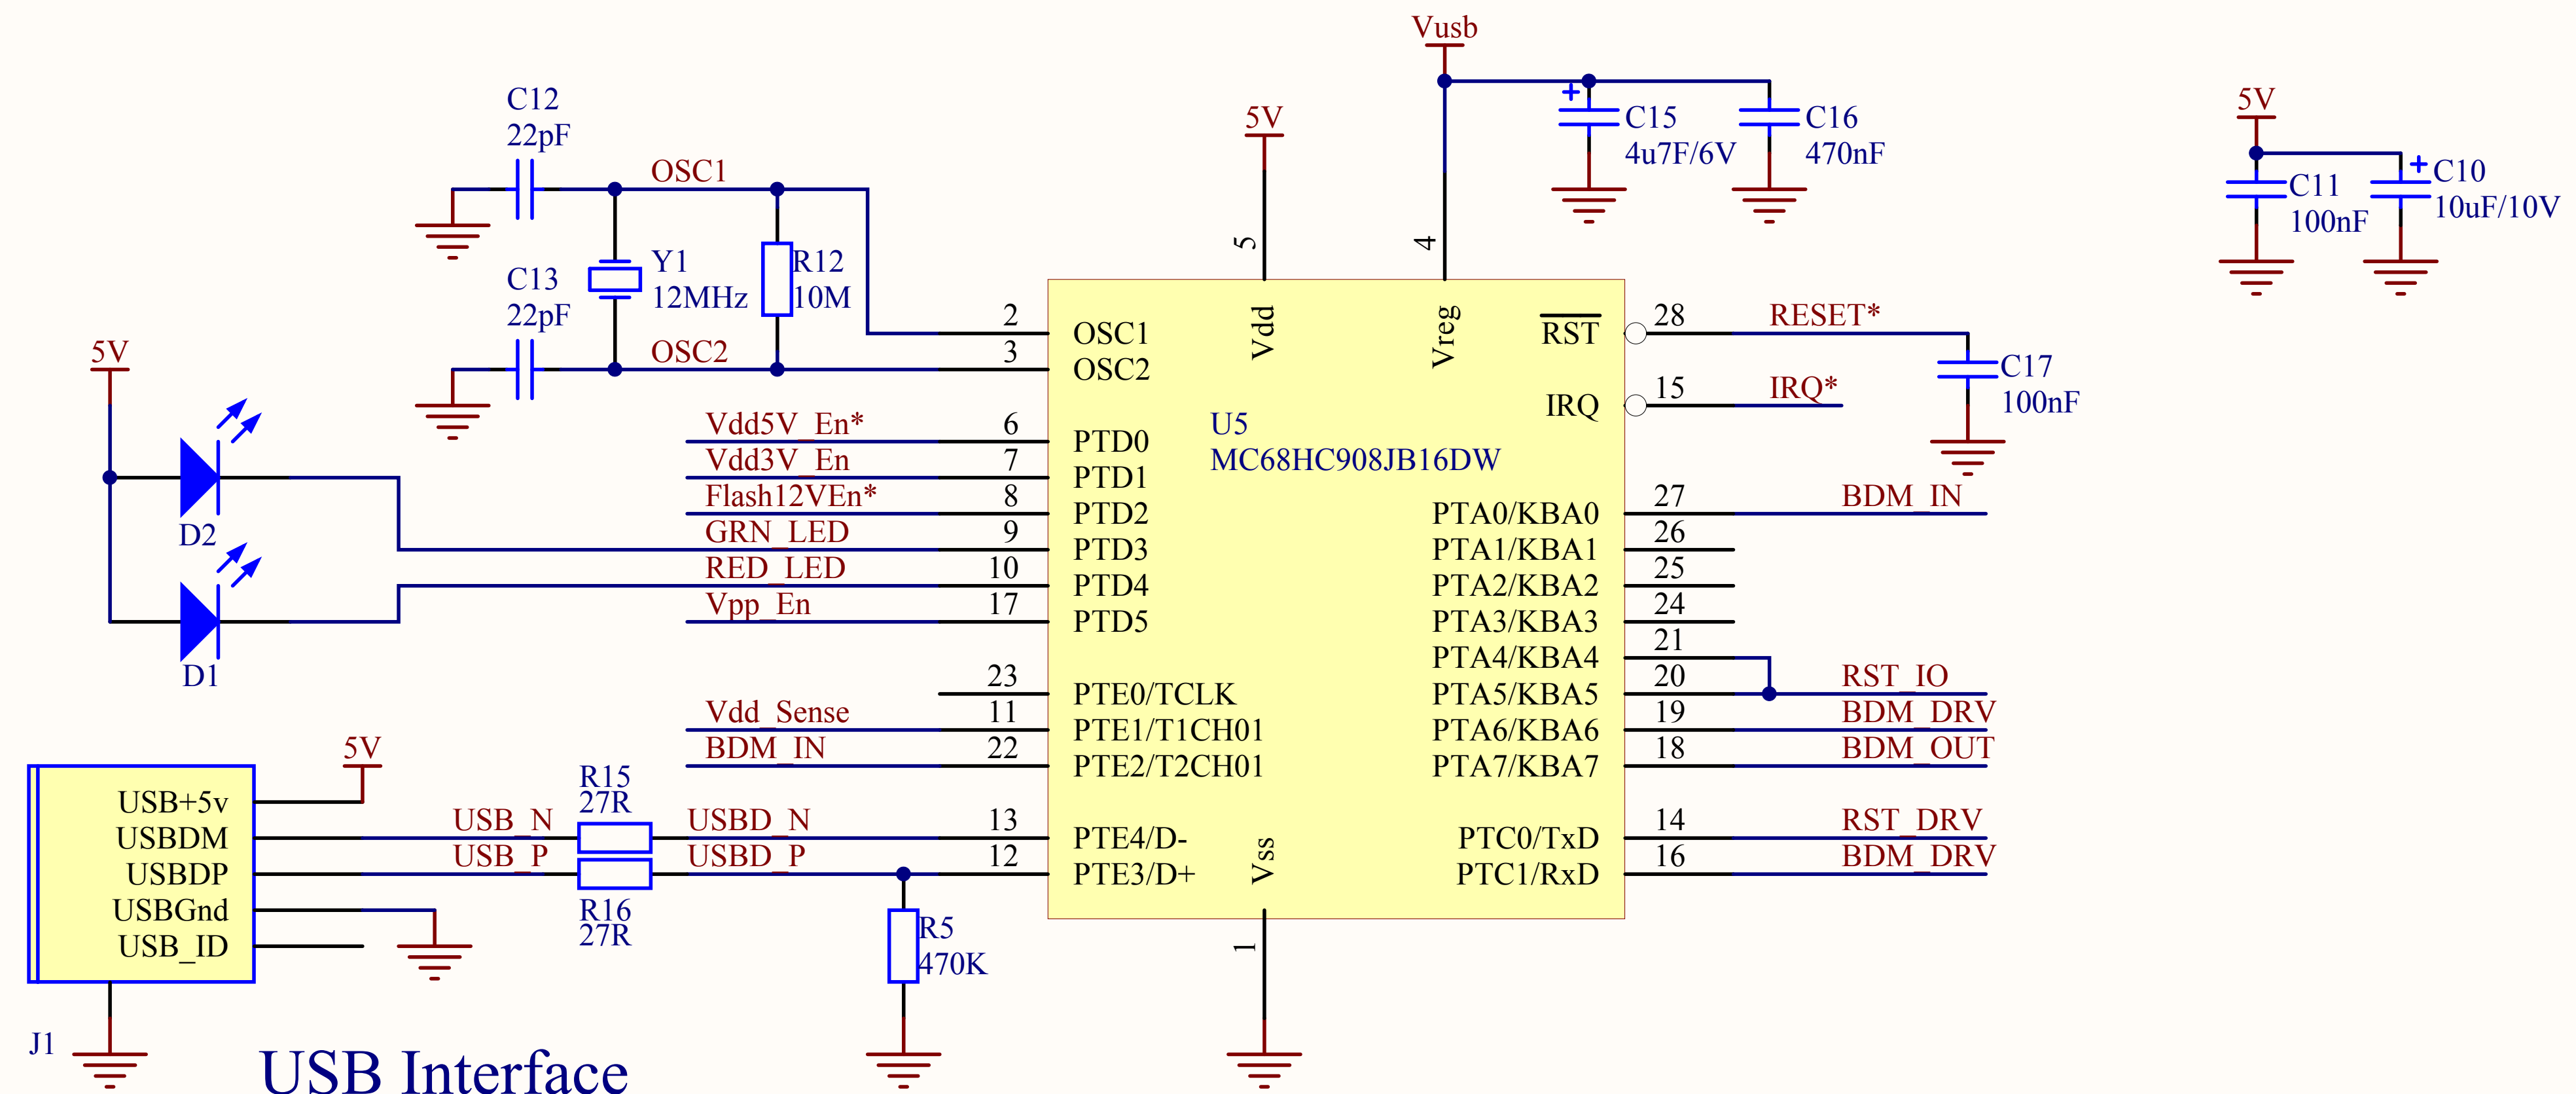 Vusb
C12
22pF
OSC1
5V
C15
4u7F/6V
C16
470nF
5V
C11
100nF
C10
10uF/10V
C13
22pF
Y1
12MHz
R12
10M
OSC2
5
4
Vdd
Vreg
2
OSC1
3
OSC2
RST
28
RESET*
IRQ
15
IRQ*
C17
100nF
5V
D2
D1
U5
MC68HC908JB16DW
Vdd5V_En*
6
PTD0
Vdd3V_En
7
PTD1
Flash12VEn*
8
PTD2
GRN_LED
9
PTD3
RED_LED
10
PTD4
Vpp_En
17
PTD5
23
PTE0/TCLK
Vdd_Sense
11
PTE1/T1CH01
BDM_IN
22
PTE2/T2CH01
PTA0/KBA0
27
BDM_IN
PTA1/KBA1
26
PTA2/KBA2
25
PTA3/KBA3
24
PTA4/KBA4
21
PTA5/KBA5
20
RST_IO
PTA6/KBA6
19
BDM_DRV
PTA7/KBA7
18
BDM_OUT
PTC0/TxD
14
RST_DRV
PTC1/RxD
16
BDM_DRV
5V
USB+5v
USBDM
USBDP
USBGnd
USB_ID
J1
USB_N
R15
27R
USBD_N
13
PTE4/D-
USB_P
R16
27R
USBD_P
12
PTE3/D+
Vss
1
R5
470K
USB Interface